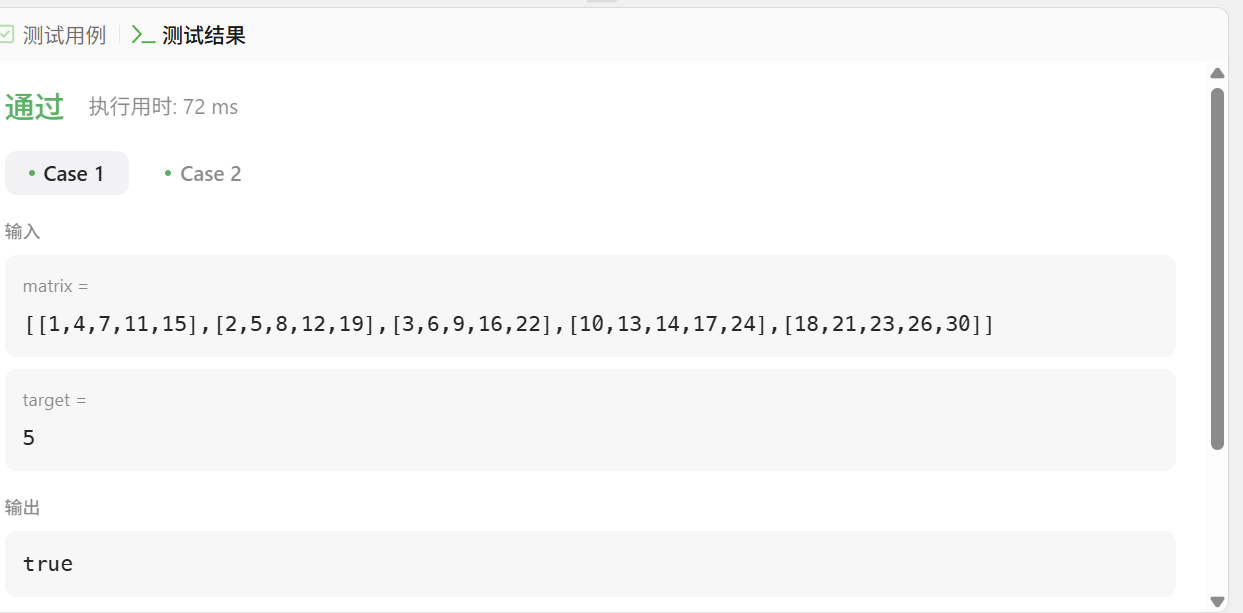 测试用例 测试结果
通过 执行用时: 72 ms
Case 1 Case 2
输入
matrix =
[[1,4,7,11,15],[2,5,8,12,19],[3,6,9,16,22],[10,13,14,17,24],[18,21,23,26,30]]
target =
5
输出
true